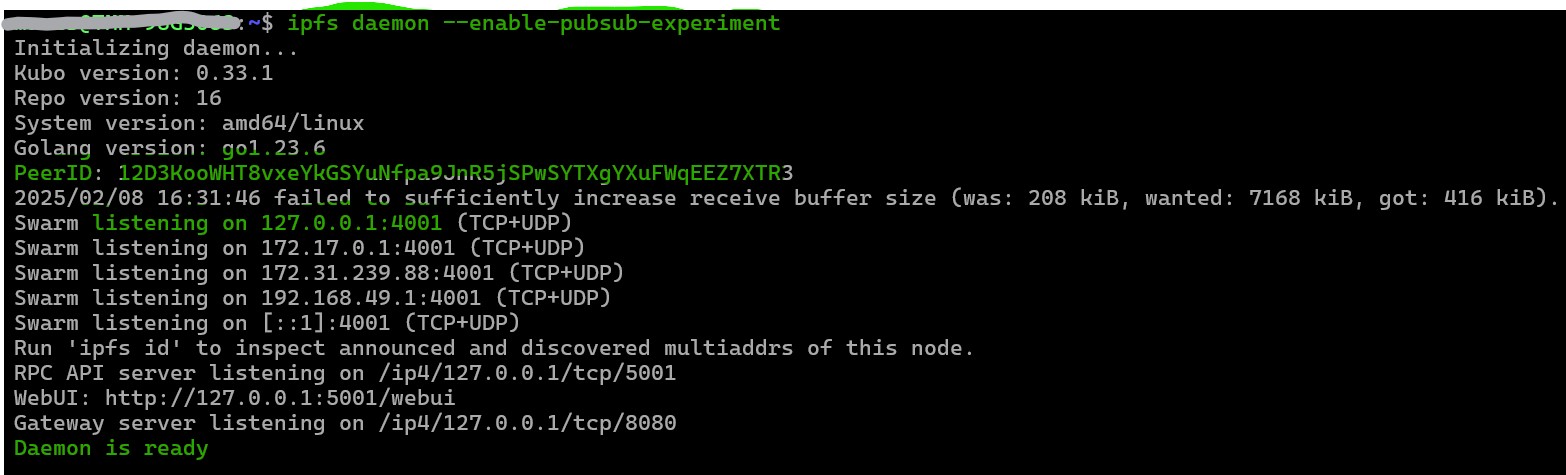 :~$ ipfs daemon --enable-pubsub-experiment
Initializing daemon...
Kubo version: 0.33.1
Repo version: 16
System version: amd64/linux
Golang version: go1.23.6
PeerID: 12D3KooWHT8vxeYkGSYuNfpa9JnR5jSPwSYTXgYXuFWqEEZ7XTR3
2025/02/08 16:31:46 failed to sufficiently increase receive buffer size (was: 208 kiB, wanted: 7168 kiB, got: 416 kiB).
Swarm listening on 127.0.0.1:4001 (TCP+UDP)
Swarm listening on 172.17.0.1:4001 (TCP+UDP)
Swarm listening on 172.31.239.88:4001 (TCP+UDP)
Swarm listening on 192.168.49.1:4001 (TCP+UDP)
Swarm listening on [::1]:4001 (TCP+UDP)
Run 'ipfs id' to inspect announced and discovered multiaddrs of this node.
RPC API server listening on /ip4/127.0.0.1/tcp/5001
WebUI: http://127.0.0.1:5001/webui
Gateway server listening on /ip4/127.0.0.1/tcp/8080
Daemon is ready